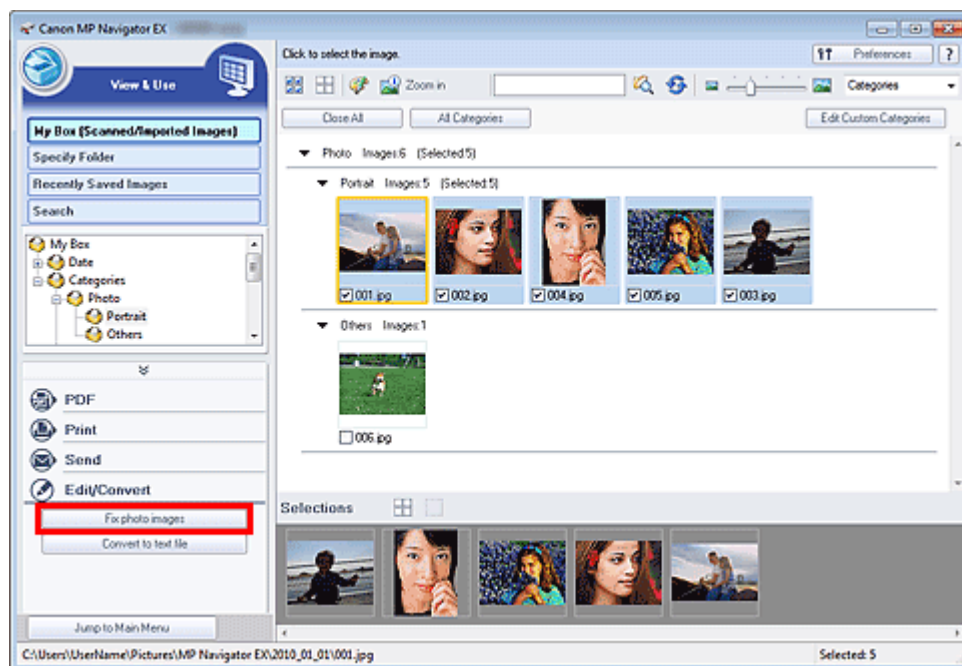 Canon MP Navigator EX
View & Use
My Box (Scanned/Imported Images)
Specify Folder
Recently Saved Images
Search
My Box
Date
Categories
Photo
Portrait
Others
PDF
Print
Send
Edit/Convert
Fix photo images
Convert to text file
Jump to Main Menu
Click to select the image.
Preferences
?
Zoom in
Categories
Close All
All Categories
Edit Custom Categories
Photo Images:6 (Selected:5)
Portrait Images:5 (Selected:5)
001.jpg 002.jpg 004.jpg 005.jpg 003.jpg
Others Images:1
006.jpg
Selections
C:\Users\UserName\Pictures\MP Navigator EX\2010_01_01\001.jpg
Selected: 5